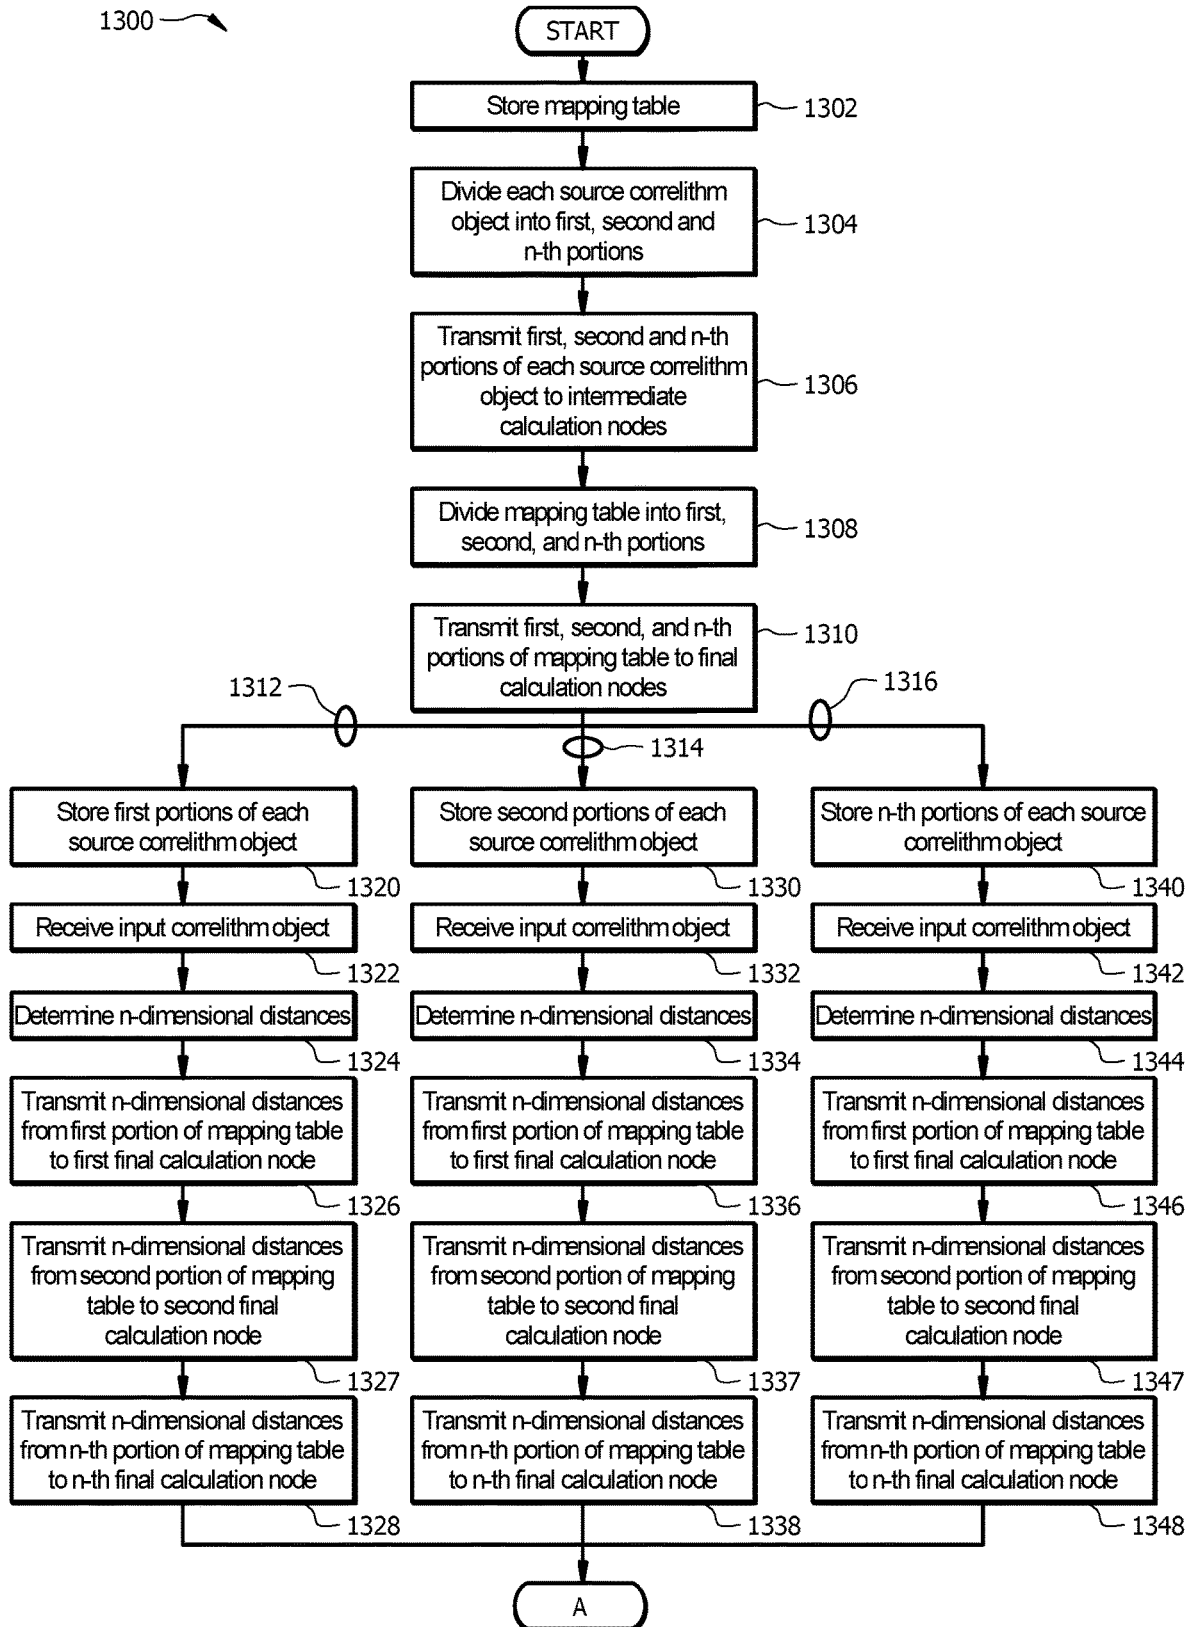 1300
START
Store mapping table
1302
Divide each source correlithm
object into first, second and
n-th portions
1304
Transmit first, second and n-th
portions of each source correlithm
object to intermediate
calculation nodes
1306
Divide mapping table into first,
second, and n-th portions
1308
Transmit first, second, and n-th
portions of mapping table to final
calculation nodes
1310
1312
1314
1316
Store first portions of each
source correlithm object
1320
Receive input correlithm object
1322
Determine n-dimensional distances
1324
Transmit n-dimensional distances
from first portion of mapping table
to first final calculation node
1326
Transmit n-dimensional distances
from second portion of mapping
table to second final
calculation node
1327
Transmit n-dimensional distances
from n-th portion of mapping table
to n-th final calculation node
1328
Store second portions of each
source correlithm object
1330
Receive input correlithm object
1332
Determine n-dimensional distances
1334
Transmit n-dimensional distances
from first portion of mapping table
to first final calculation node
1336
Transmit n-dimensional distances
from second portion of mapping
table to second final
calculation node
1337
Transmit n-dimensional distances
from n-th portion of mapping table
to n-th final calculation node
1338
Store n-th portions of each source
correlithm object
1340
Receive input correlithm object
1342
Determine n-dimensional distances
1344
Transmit n-dimensional distances
from first portion of mapping table
to first final calculation node
1346
Transmit n-dimensional distances
from second portion of mapping
table to second final
calculation node
1347
Transmit n-dimensional distances
from n-th portion of mapping table
to n-th final calculation node
1348
A